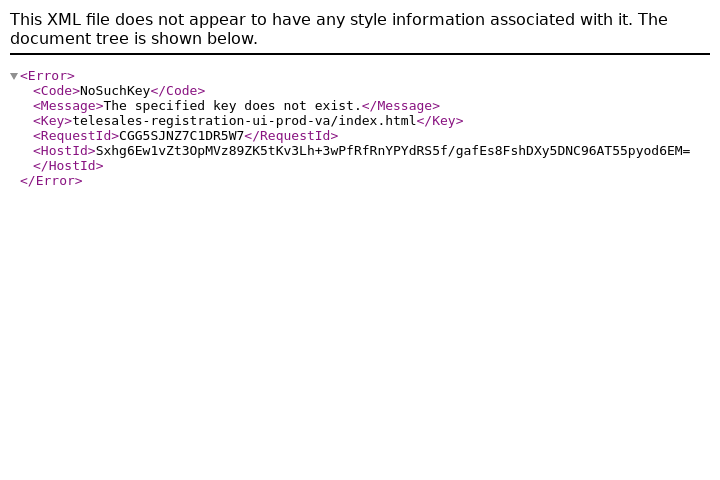 This XML file does not appear to have any style information associated with it. The
document tree is shown below.
<Error>
<Code>NoSuchKey</Code>
<Message>The specified key does not exist.</Message>
<Key>telesales-registration-ui-prod-va/index.html</Key>
<RequestId>CGG5SJNZ7C1DR5W7</RequestId>
<HostId>Sxhg6Ew1vZt3OpMVz89ZK5tKv3Lh+3wPfRfRnYPYdRS5f/gafEs8FshDXy5DNC96AT55pyod6EM=
</HostId>
</Error>